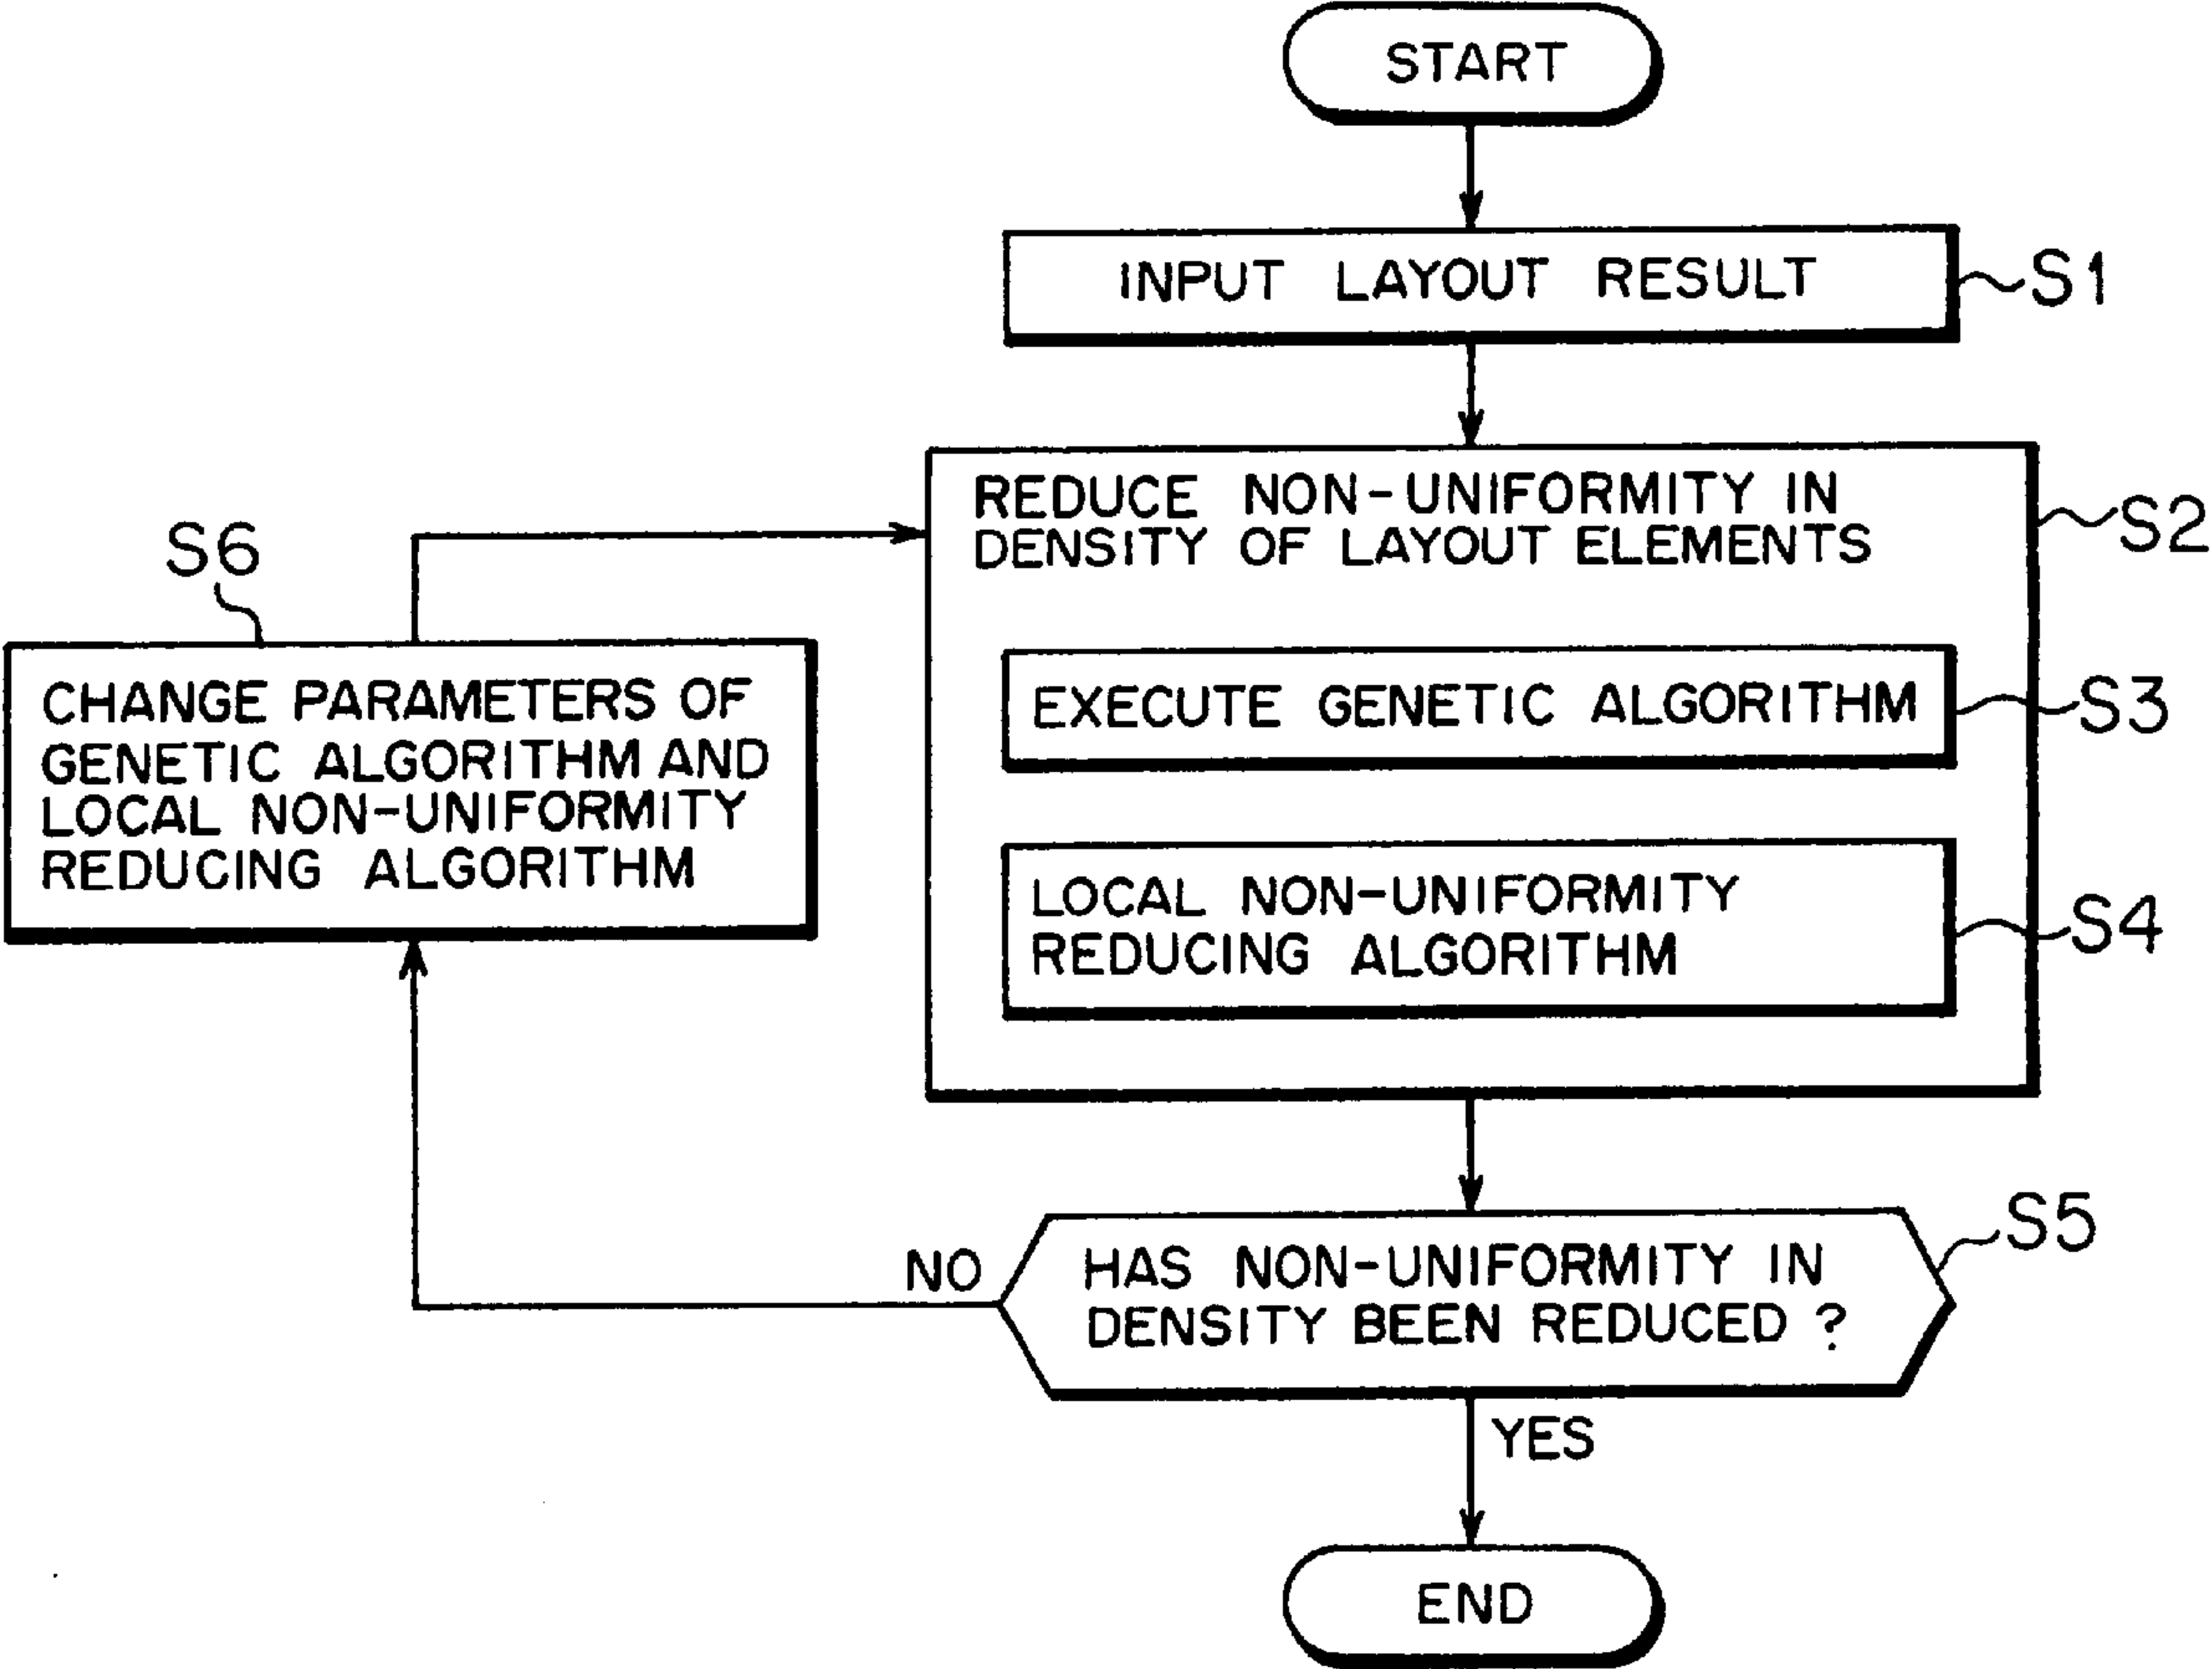 START
INPUT LAYOUT RESULT
S1
REDUCE NON-UNIFORMITY IN
DENSITY OF LAYOUT ELEMENTS
S2
EXECUTE GENETIC ALGORITHM
S3
LOCAL NON-UNIFORMITY
REDUCING ALGORITHM
S4
S6
CHANGE PARAMETERS OF
GENETIC ALGORITHM AND
LOCAL NON-UNIFORMITY
REDUCING ALGORITHM
HAS NON-UNIFORMITY IN
DENSITY BEEN REDUCED ?
S5
NO
YES
END